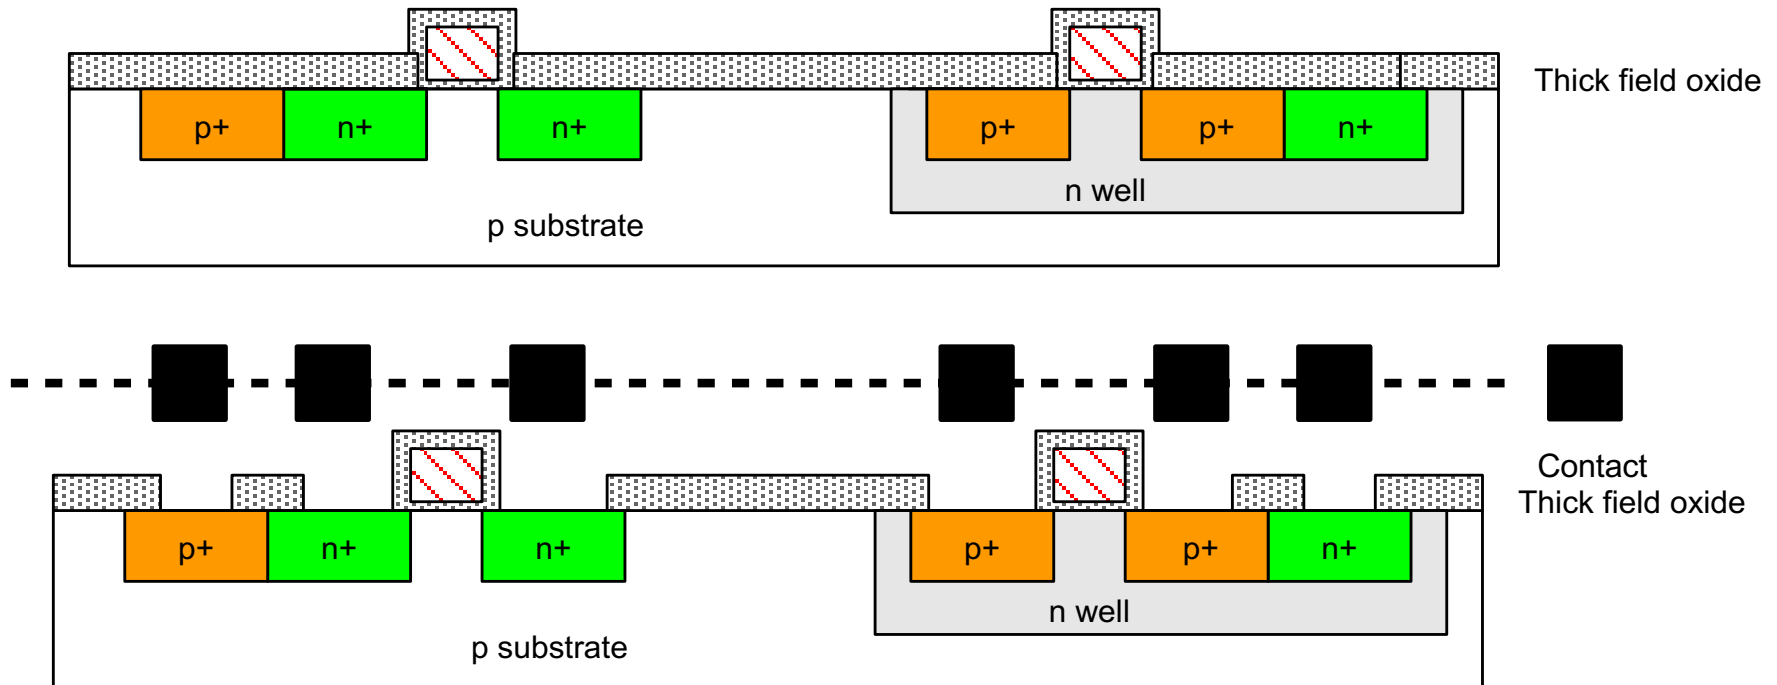 Thick field oxide
p+ n+ n+ p+ p+ n+
n well
p substrate
Contact
Thick field oxide
p+ n+ n+ p+ p+ n+
n well
p substrate